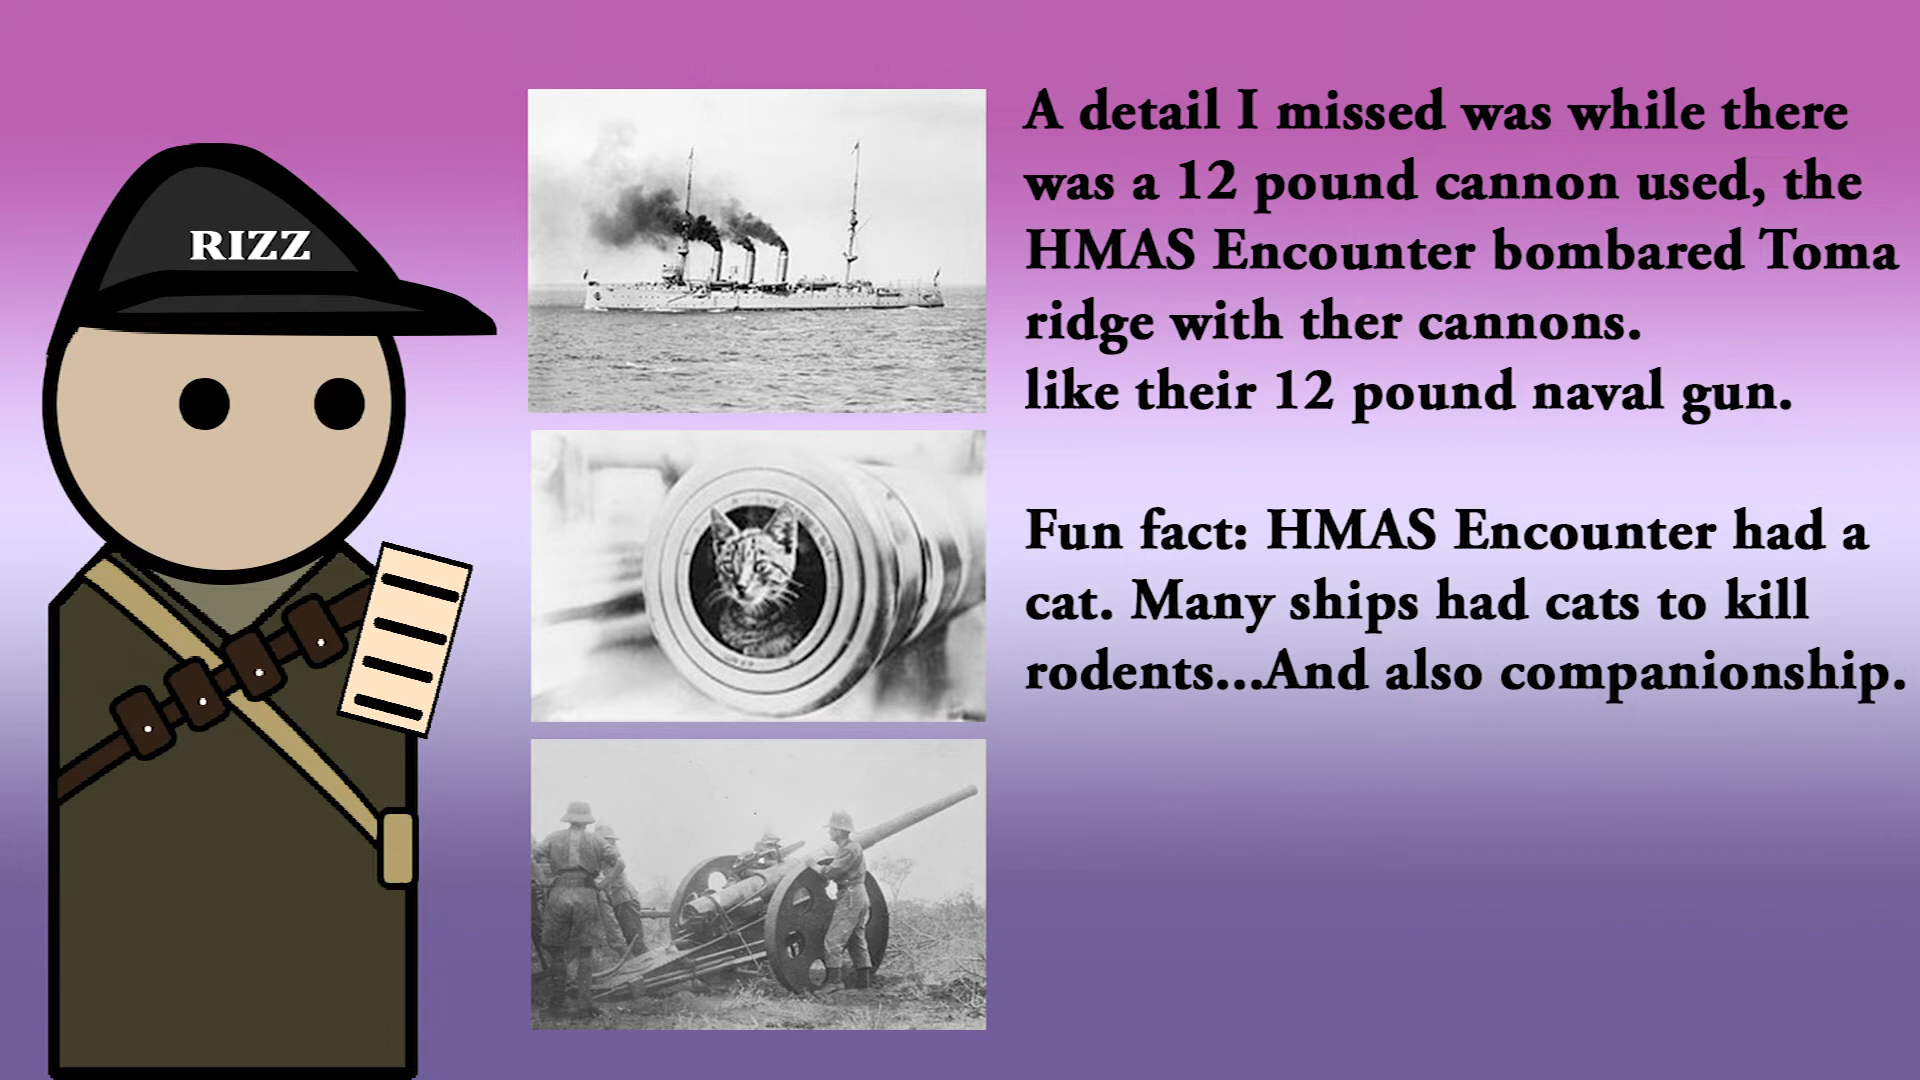 RIZZ
A detail I missed was while there
was a 12 pound cannon used, the
HMAS Encounter bombared Toma
ridge with ther cannons.
like their 12 pound naval gun.
Fun fact: HMAS Encounter had a
cat. Many ships had cats to kill
rodents...And also companionship.